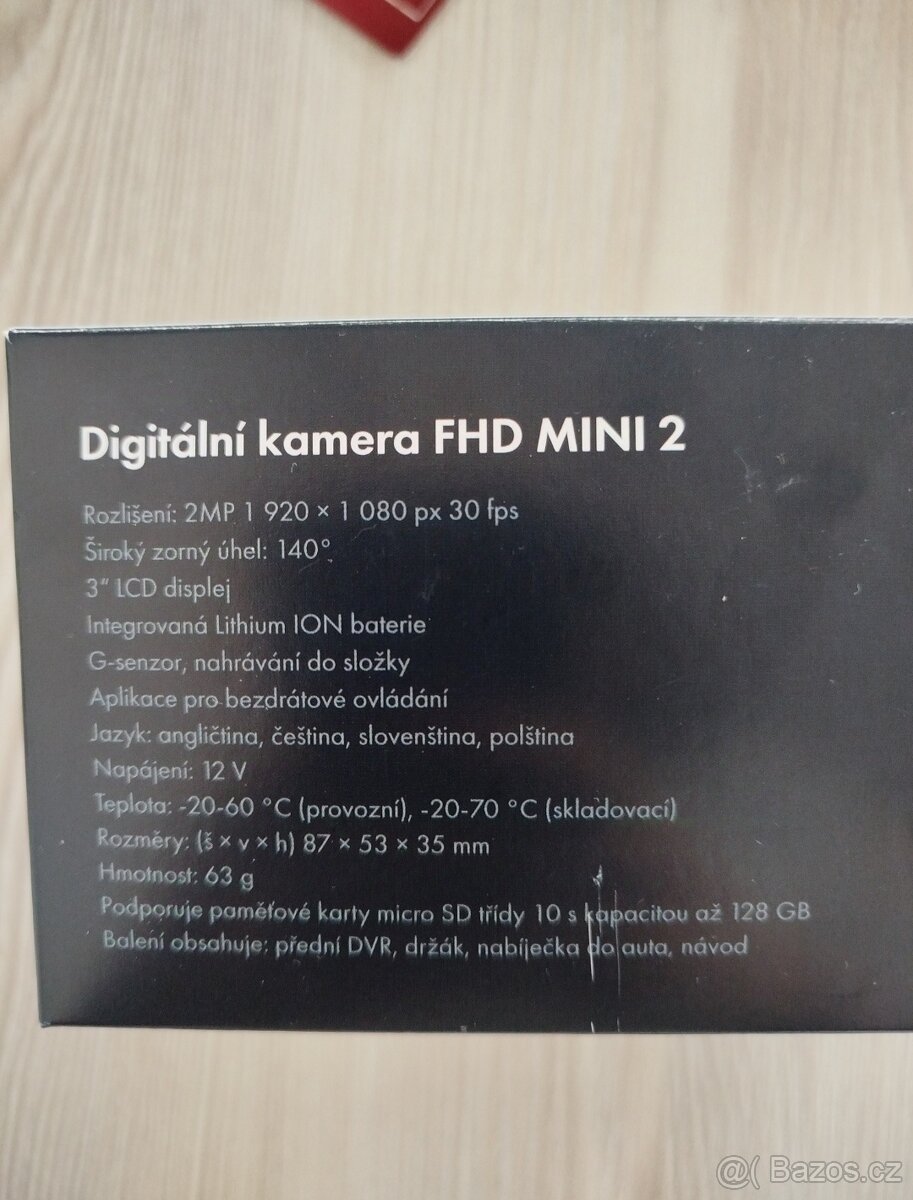 Digitální kamera FHD MINI 2
Rozlišení: 2MP 1 920 × 1 080 px 30 fps
Široký zorný úhel: 140°
3“ LCD displej
Integrovaná Lithium ION baterie
G-senzor, nahrávání do složky
Aplikace pro bezdrátové ovládání
Jazyk: angličtina, čeština, slovenština, polština
Napájení: 12 V
Teplota: -20-60 °C (provozní), -20-70 °C (skladovací)
Rozměry: (š × v × h) 87 × 53 × 35 mm
Hmotnost: 63 g
Podporuje paměťové karty micro SD třídy 10 s kapacitou až 128 GB
Balení obsahuje: přední DVR, držák, nabíječka do auta, návod
@( Bazos.cz